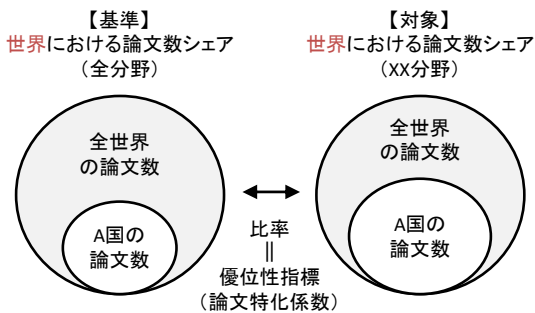 【基準】
世界における論文数シェア
（全分野）
全世界
の論文数
A国の
論文数
【対象】
世界における論文数シェア
（XX分野）
全世界
の論文数
A国の
論文数
比率
||
優位性指標
（論文特化係数）